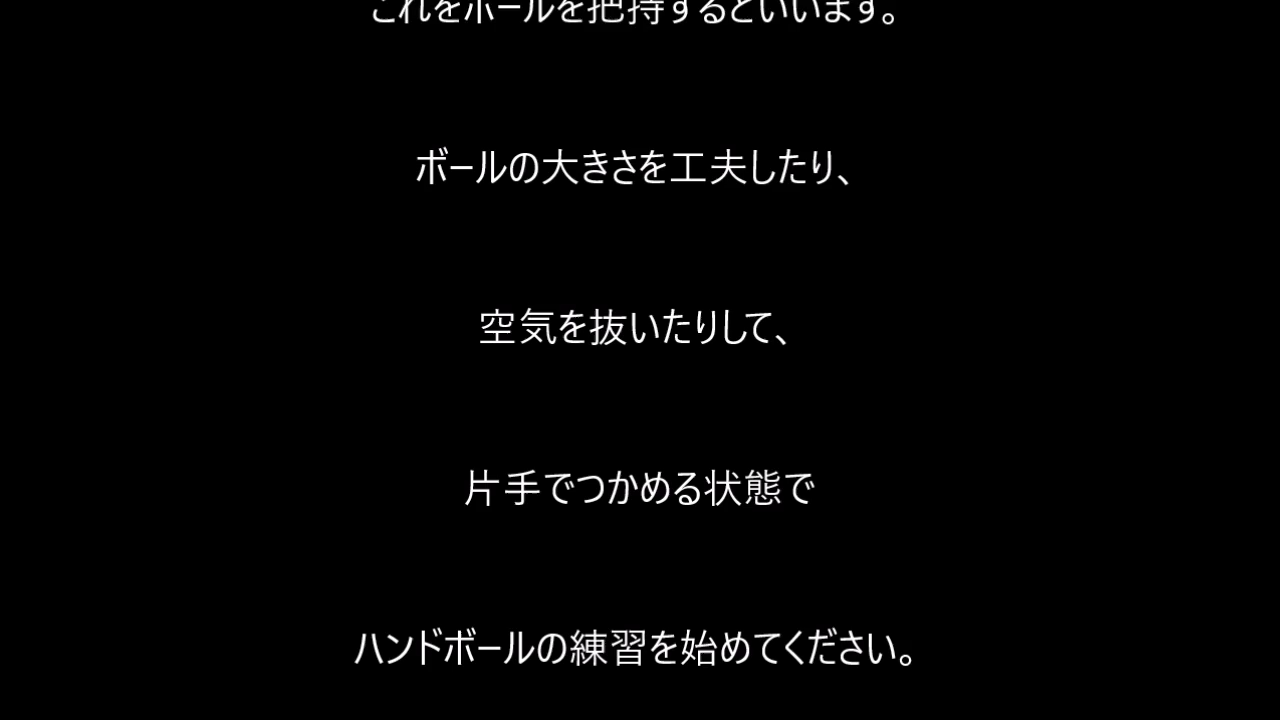 これをボールを把持するといいます。
ボールの大きさを工夫したり、
空気を抜いたりして、
片手でつかめる状態で
ハンドボールの練習を始めてください。